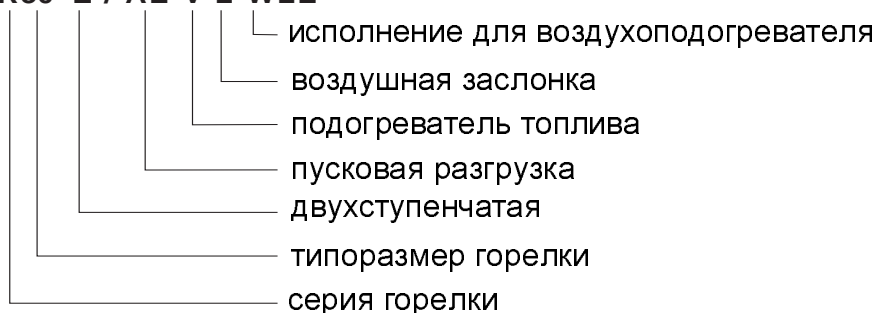 исполнение для воздухоподогревателя
воздушная заслонка
подогреватель топлива
пусковая разгрузка
двухступенчатая
типоразмер горелки
серия горелки